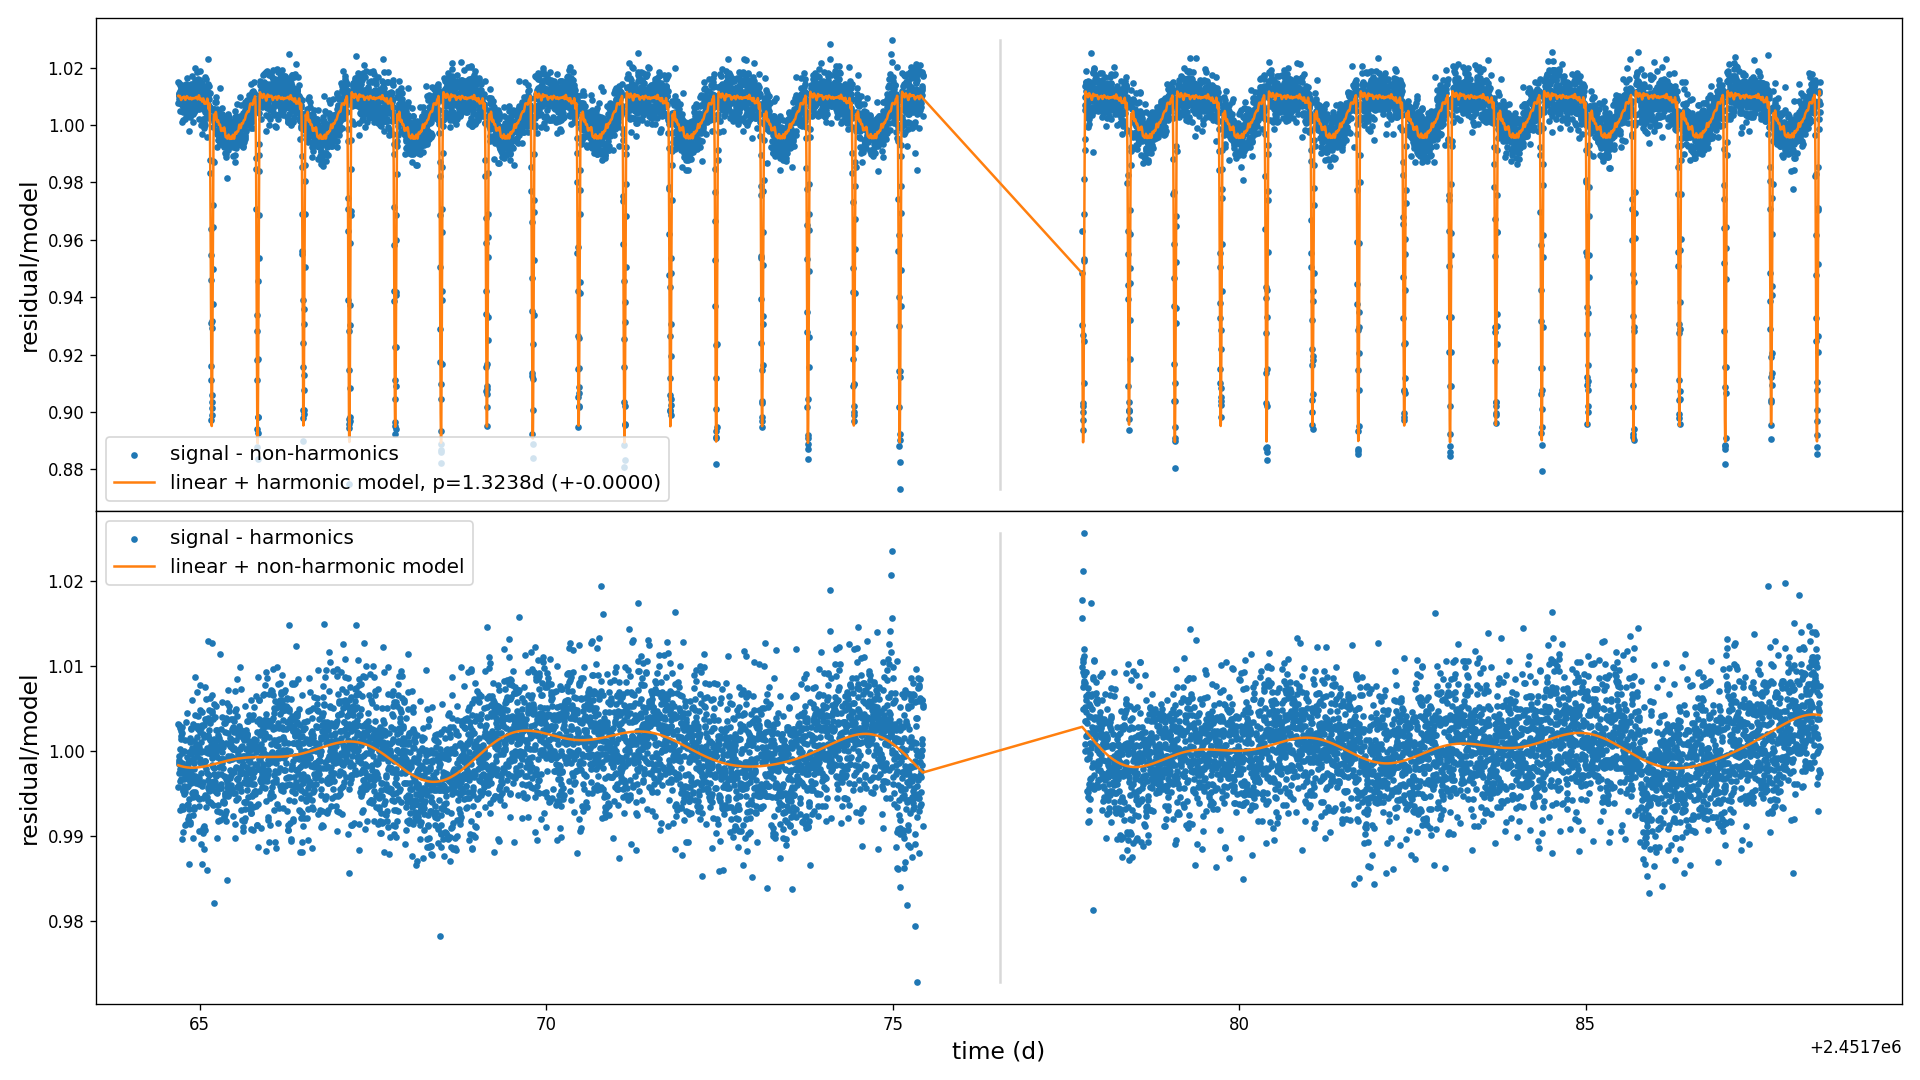 1.02
1.00
0.98
0.96
0.94
0.92
0.90
0.88
residual/model
signal - non-harmonics
linear + harmonic model, p=1.3238d (+-0.0000)
signal - harmonics
linear + non-harmonic model
1.02
1.01
1.00
0.99
0.98
residual/model
65 70 75 80 85
time (d)
+2.4517e6